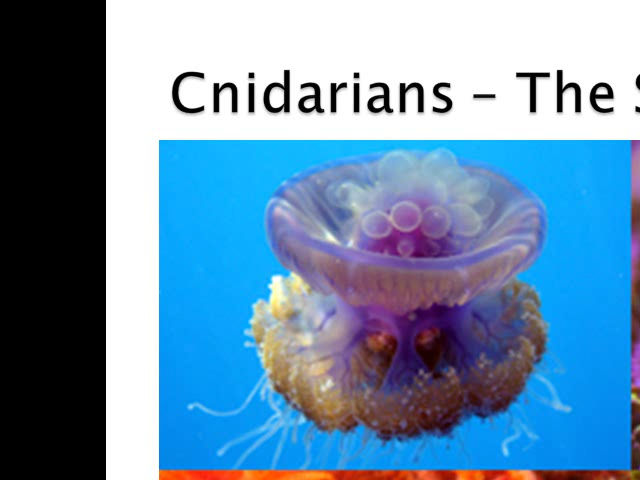 Cnidarians – The